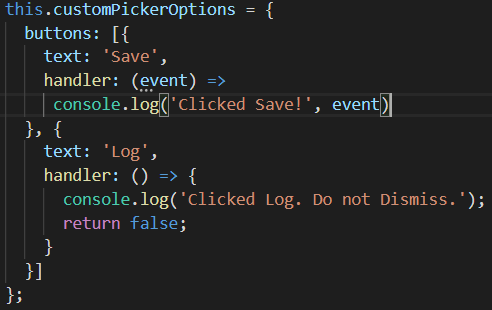 this.customPickerOptions = {
  buttons: [{
    text: 'Save',
    handler: (event) =>
     console.log('Clicked Save!', event)
  }, {
    text: 'Log',
    handler: () => {
      console.log('Clicked Log. Do not Dismiss.');
      return false;
    }
  }]
};